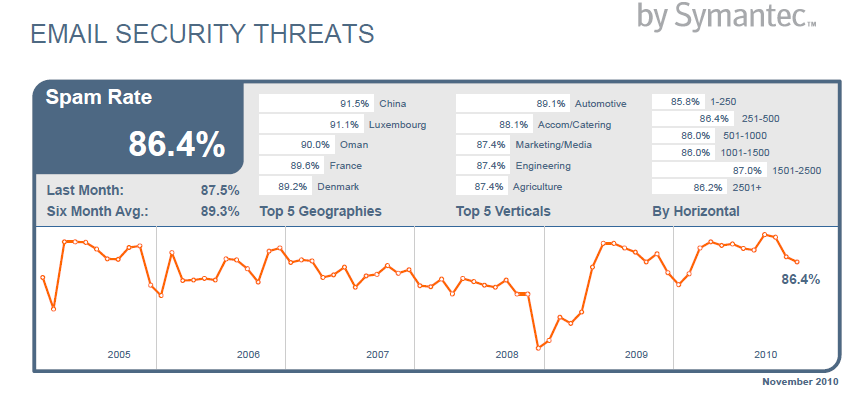 by Symantec™
EMAIL SECURITY THREATS
Spam Rate
86.4%
Last Month: 87.5%
Six Month Avg.: 89.3%
91.5% China
91.1% Luxembourg
90.0% Oman
89.6% France
89.2% Denmark
Top 5 Geographies
89.1% Automotive
88.1% Accom/Catering
87.4% Marketing/Media
87.4% Engineering
87.4% Agriculture
Top 5 Verticals
85.8% 1-250
86.4% 251-500
86.0% 501-1000
86.0% 1001-1500
87.0% 1501-2500
86.2% 2501+
By Horizontal
86.4%
2005 2006 2007 2008 2009 2010
November 2010